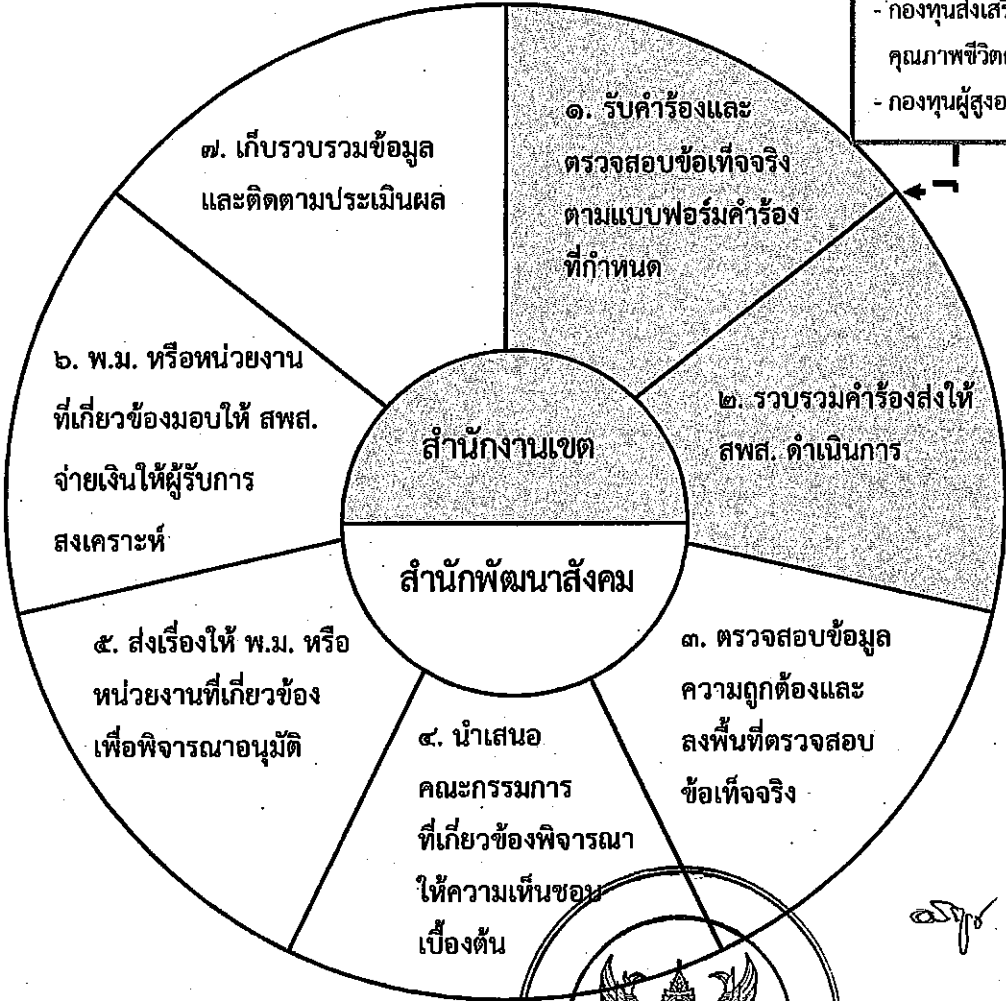 - กองทุนส่งเสริ
คุณภาพชีวิต
- กองทุนผู้สูงอ
๑. รับคำร้องและ
ตรวจสอบข้อเท็จจริง
ตามแบบฟอร์มคำร้อง
ที่กำหนด
๒. รวบรวมคำร้องส่งให้
สพส. ดำเนินการ
๓. ตรวจสอบข้อมูล
ความถูกต้องและ
ลงพื้นที่ตรวจสอบ
ข้อเท็จจริง
๔. นำเสนอ
คณะกรรมการ
ที่เกี่ยวข้องพิจารณา
ให้ความเห็นชอบ
เบื้องต้น
๕. ส่งเรื่องให้ พ.ม. หรือ
หน่วยงานที่เกี่ยวข้อง
เพื่อพิจารณาอนุมัติ
๖. พ.ม. หรือหน่วยงาน
ที่เกี่ยวข้องมอบให้ สพส.
จ่ายเงินให้ผู้รับการ
สงเคราะห์
๗. เก็บรวบรวมข้อมูล
และติดตามประเมินผล
สำนักงานเขต
สำนักพัฒนาสังคม